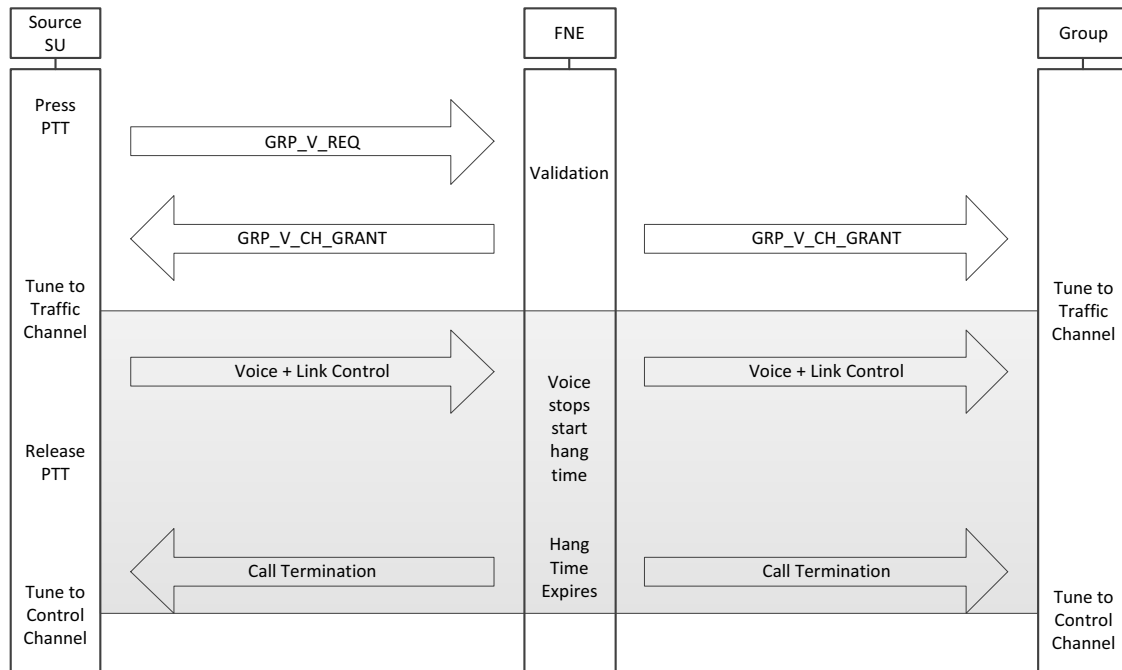 Source
SU
FNE
Group
Press
PTT
GRP_V_REQ
Validation
GRP_V_CH_GRANT
GRP_V_CH_GRANT
Tune to
Traffic
Channel
Tune to
Traffic
Channel
Voice + Link Control
Voice + Link Control
Voice
stops
start
hang
time
Release
PTT
Call Termination
Hang
Time
Expires
Call Termination
Tune to
Control
Channel
Tune to
Control
Channel